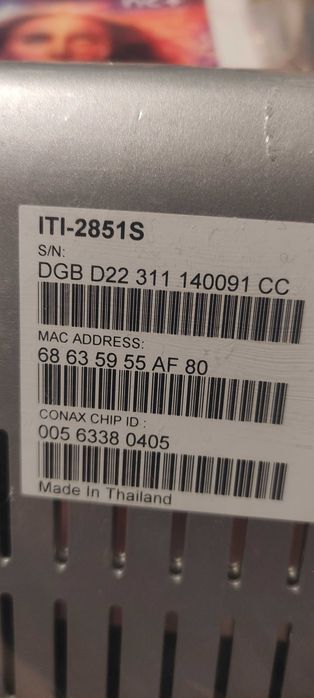 ITI-2851S
S/N:
DGB D22 311 140091 CC
MAC ADDRESS:
68 63 59 55 AF 80
CONAX CHIP ID :
005 6338 0405
Made In Thailand